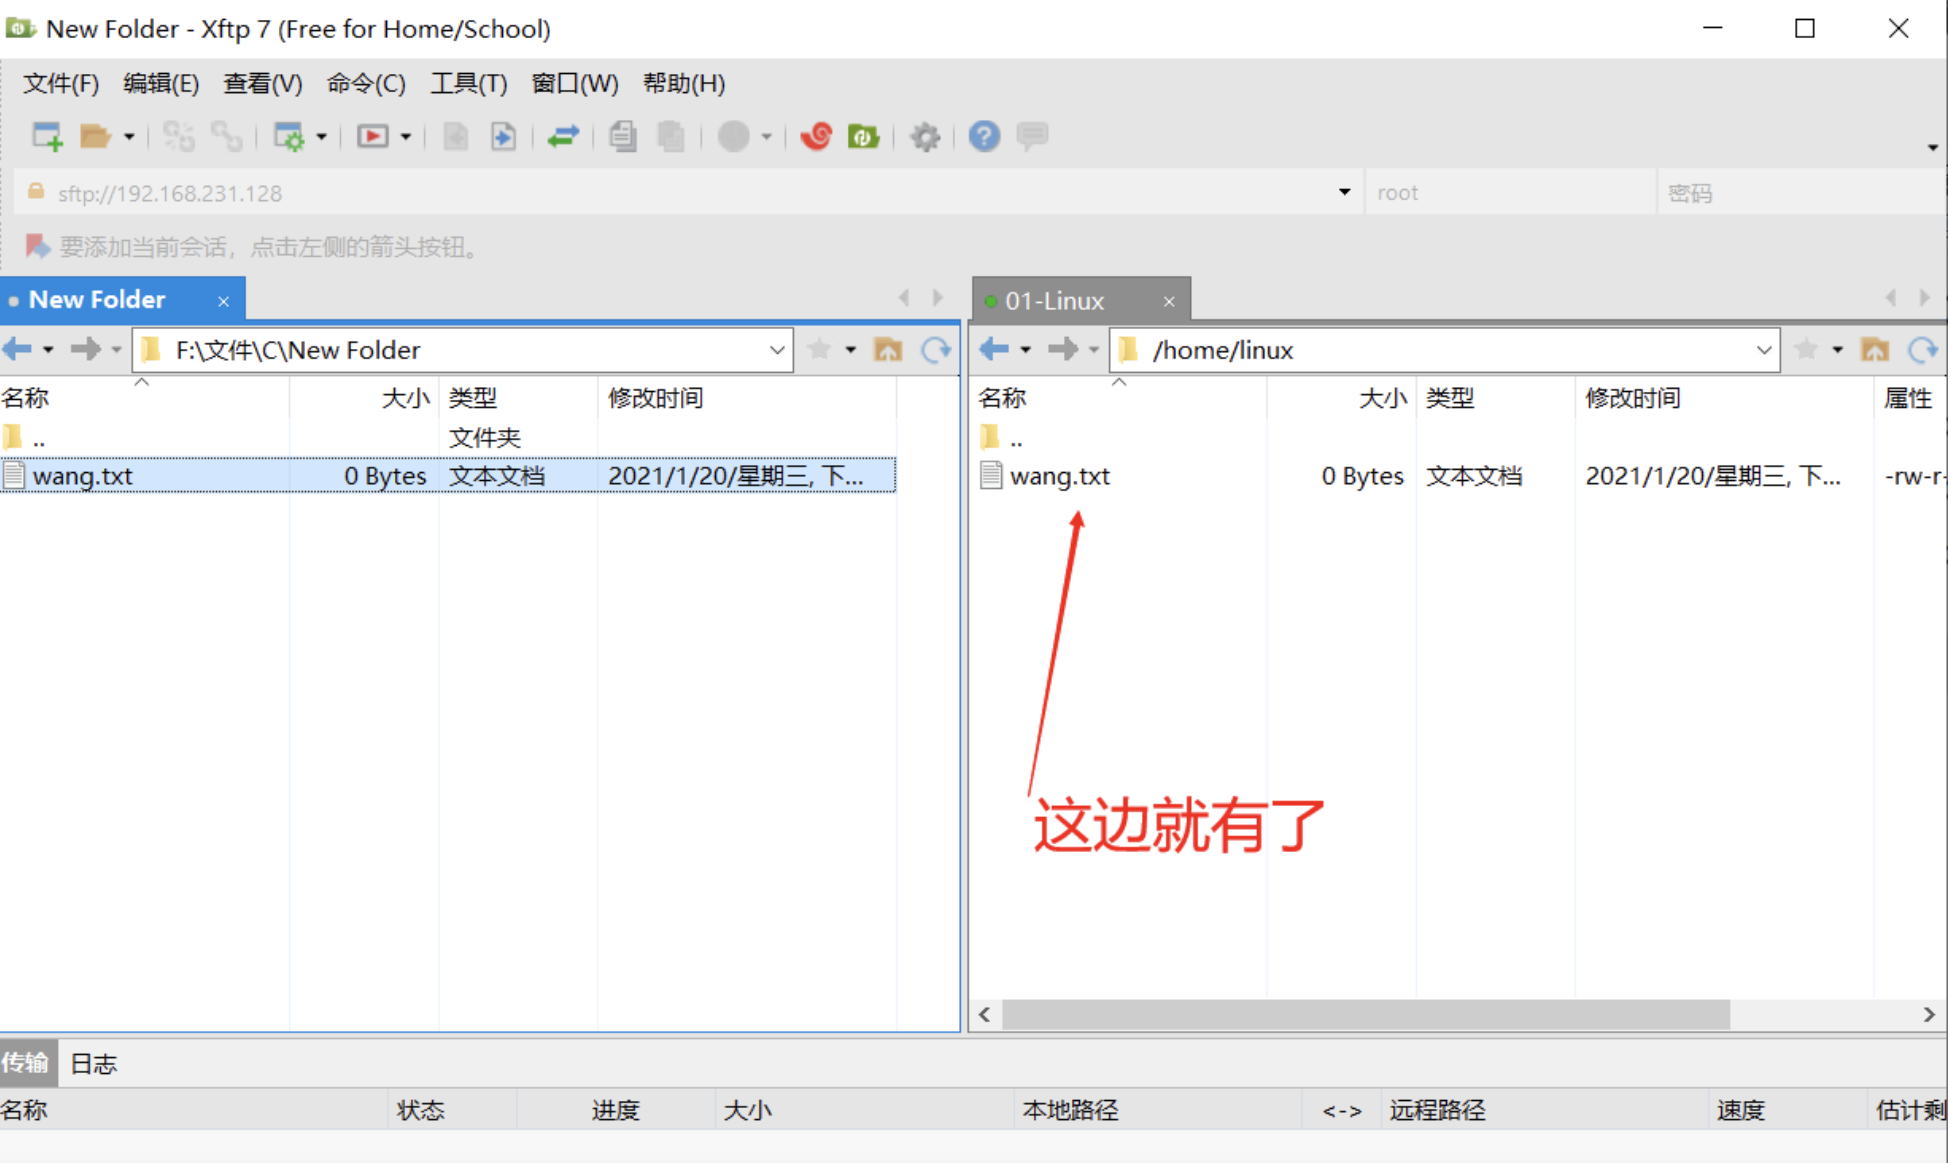 New Folder - Xftp 7 (Free for Home/School)
文件(F) 编辑(E) 查看(V) 命令(C) 工具(T) 窗口(W) 帮助(H)
sftp://192.168.231.128 root 密码
要添加当前会话，点击左侧的箭头按钮。
New Folder ×
F:\文件\C\New Folder
名称 大小 类型 修改时间
.. 文件夹
wang.txt 0 Bytes 文本文档 2021/1/20/星期三, 下...
01-Linux ×
/home/linux
名称 大小 类型 修改时间 属性
..
wang.txt 0 Bytes 文本文档 2021/1/20/星期三, 下... -rw-r-
这边就有了
传输 日志
名称 状态 进度 大小 本地路径 <-> 远程路径 速度 估计剩